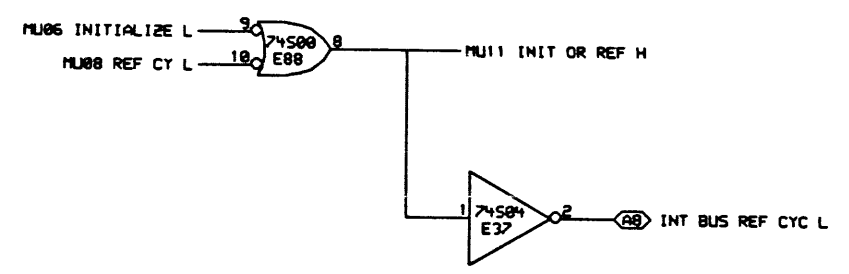 MU06 INITIALIZE L
9
74S00
8
MU11 INIT OR REF H
MU08 REF CY L
10
E88
1
74S04
2
A8
INT BUS REF CYC L
E37